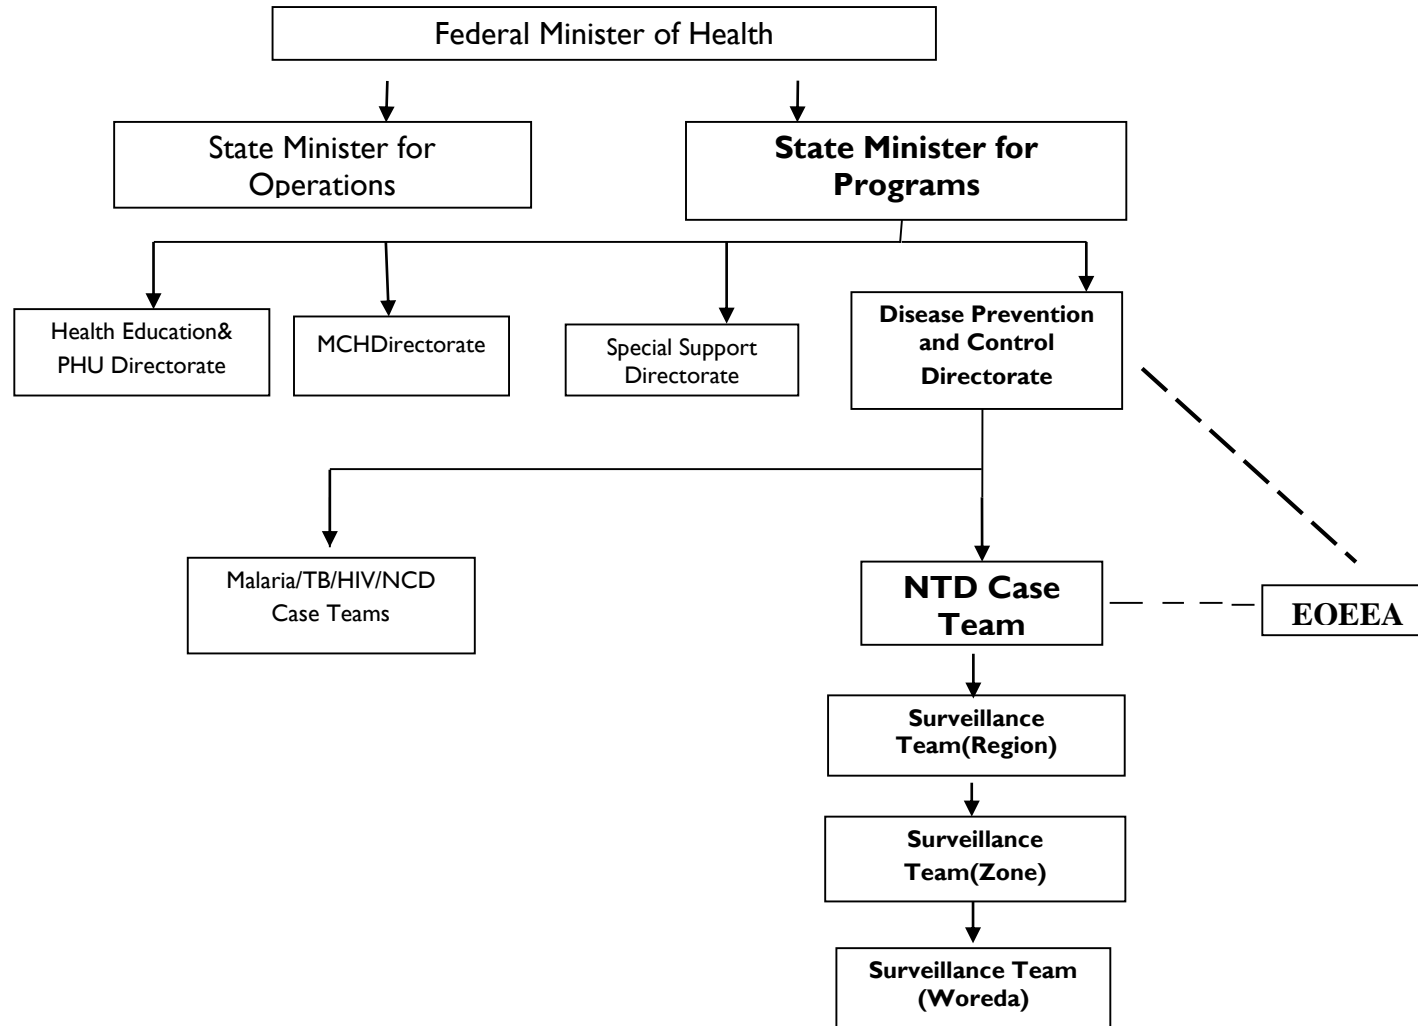 Federal Minister of Health
State Minister for
Operations
State Minister for
Programs
Health Education&
PHU Directorate
MCHDirectorate
Special Support
Directorate
Disease Prevention
and Control
Directorate
Malaria/TB/HIV/NCD
Case Teams
NTD Case
Team
EOEEA
Surveillance
Team(Region)
Surveillance
Team(Zone)
Surveillance Team
(Woreda)